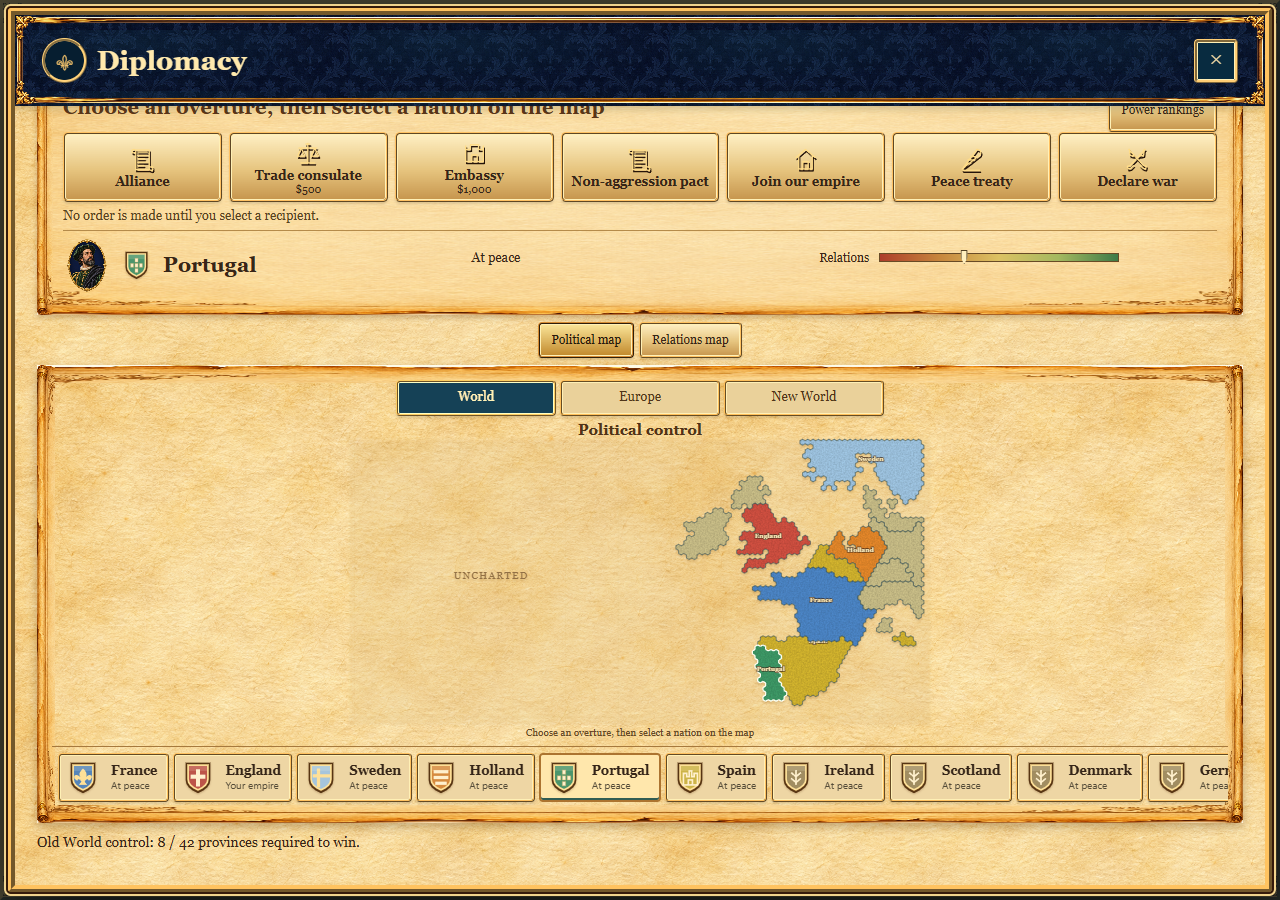 Diplomacy
×
Choose an overture, then select a nation on the map
Power rankings
Alliance
Trade consulate
$500
Embassy
$1,000
Non-aggression pact
Join our empire
Peace treaty
Declare war
No order is made until you select a recipient.
Portugal
At peace
Relations
Political map
Relations map
World
Europe
New World
Political control
Sweden
England
Holland
UNCHARTED
France
Portugal
Choose an overture, then select a nation on the map
France
At peace
England
Your empire
Sweden
At peace
Holland
At peace
Portugal
At peace
Spain
At peace
Ireland
At peace
Scotland
At peace
Denmark
At peace
Old World control: 8 / 42 provinces required to win.